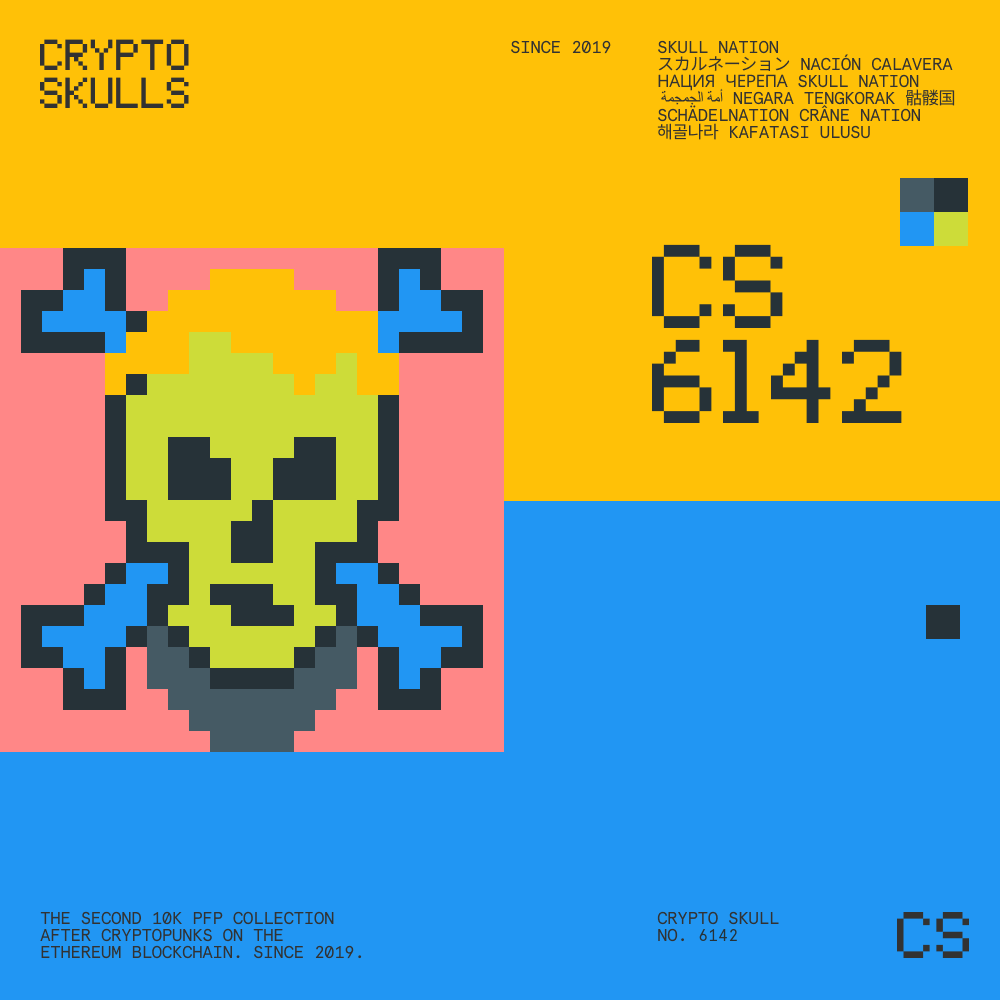 CRYPTO
SKULLS
SINCE 2019
SKULL NATION
スカルネーション NACIÓN CALAVERA
НАЦИЯ ЧЕРЕПА SKULL NATION
أمة الجمجمة NEGARA TENGKORAK 骷髅国
SCHÄDELNATION CRÂNE NATION
해골나라 KAFATASI ULUSU
CS
6142
THE SECOND 10K PFP COLLECTION
AFTER CRYPTOPUNKS ON THE
ETHEREUM BLOCKCHAIN. SINCE 2019.
CRYPTO SKULL
NO. 6142
CS